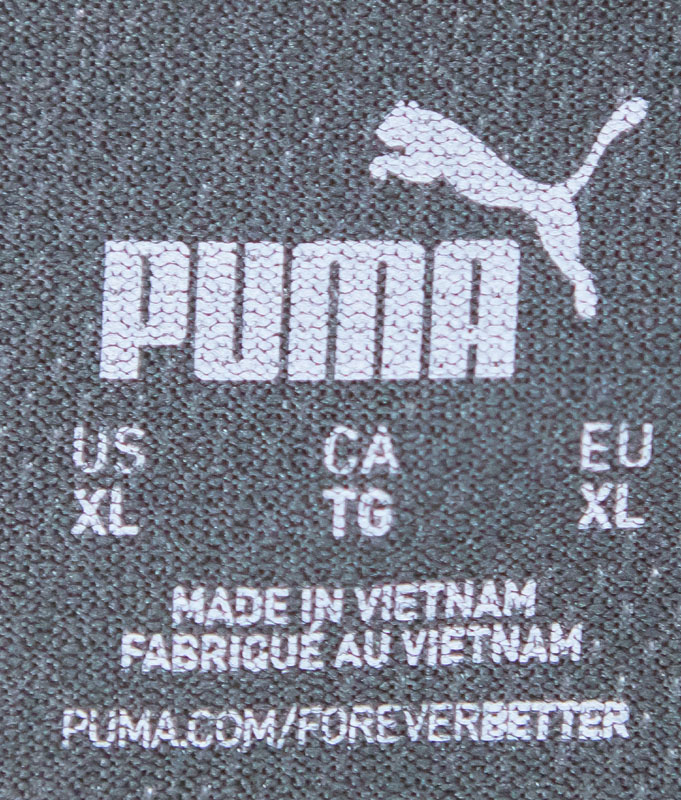 PUMA
US CA EU
XL TG XL
MADE IN VIETNAM
FABRIQUÉ AU VIETNAM
PUMA.COM/FOREVERBETTER